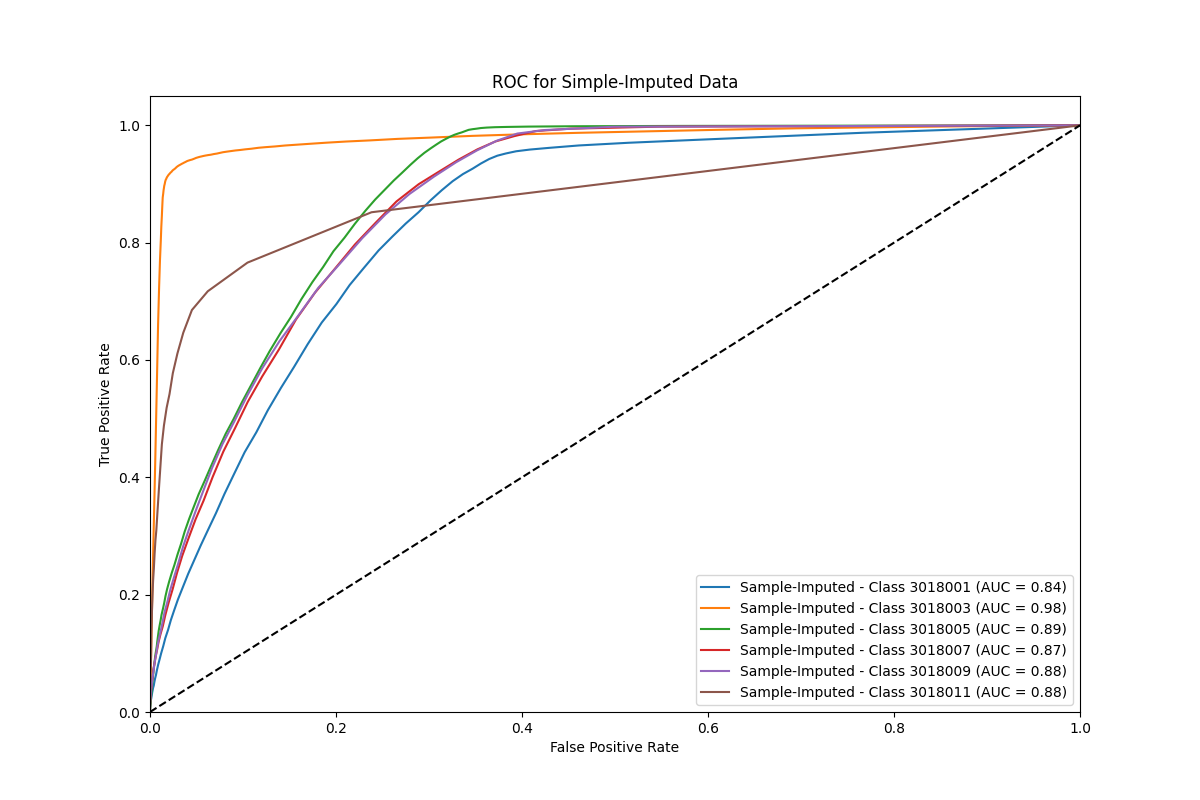 ROC for Simple-Imputed Data
True Positive Rate
1.0
0.8
0.6
0.4
0.2
0.0
Sample-Imputed - Class 3018001 (AUC = 0.84)
Sample-Imputed - Class 3018003 (AUC = 0.98)
Sample-Imputed - Class 3018005 (AUC = 0.89)
Sample-Imputed - Class 3018007 (AUC = 0.87)
Sample-Imputed - Class 3018009 (AUC = 0.88)
Sample-Imputed - Class 3018011 (AUC = 0.88)
0.0 0.2 0.4 0.6 0.8 1.0
False Positive Rate